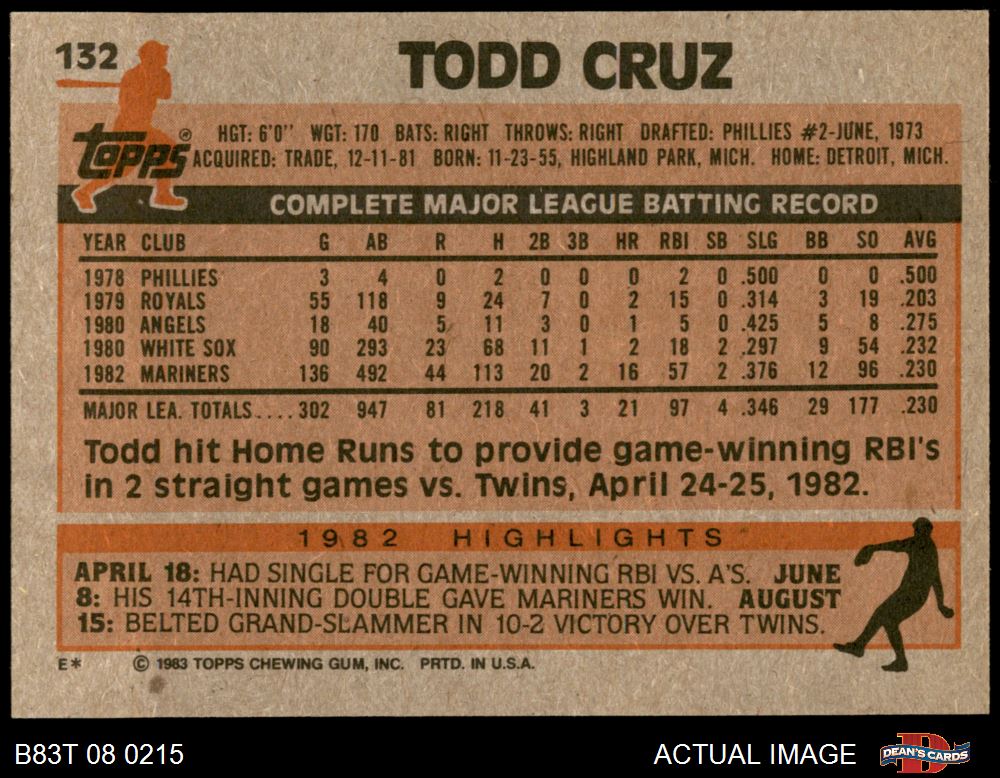 132
TODD CRUZ
Topps®
HGT: 6'0" WGT: 170 BATS: RIGHT THROWS: RIGHT DRAFTED: PHILLIES #2-JUNE, 1973
ACQUIRED: TRADE, 12-11-81 BORN: 11-23-55, HIGHLAND PARK, MICH. HOME: DETROIT, MICH.
COMPLETE MAJOR LEAGUE BATTING RECORD
YEAR CLUB G AB R H 2B 3B HR RBI SB SLG BB SO AVG
1978 PHILLIES 3 4 0 2 0 0 0 2 0 .500 0 0 .500
1979 ROYALS 55 118 9 24 7 0 2 15 0 .314 3 19 .203
1980 ANGELS 18 40 5 11 3 0 1 5 0 .425 5 8 .275
1980 WHITE SOX 90 293 23 68 11 1 2 18 2 .297 9 54 .232
1982 MARINERS 136 492 44 113 20 2 16 57 2 .376 12 96 .230
MAJOR LEA. TOTALS.... 302 947 81 218 41 3 21 97 4 .346 29 177 .230
Todd hit Home Runs to provide game-winning RBI's
in 2 straight games vs. Twins, April 24-25, 1982.
1982 HIGHLIGHTS
APRIL 18: HAD SINGLE FOR GAME-WINNING RBI VS. A'S. JUNE
8: HIS 14TH-INNING DOUBLE GAVE MARINERS WIN. AUGUST
15: BELTED GRAND-SLAMMER IN 10-2 VICTORY OVER TWINS.
E* © 1983 TOPPS CHEWING GUM, INC. PRTD. IN U.S.A.
B83T 08 0215 ACTUAL IMAGE DEAN'S CARDS